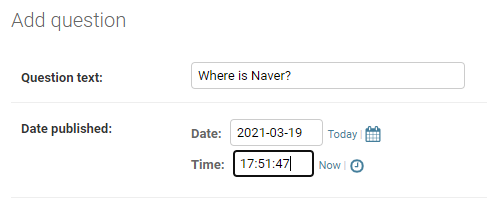 Add question
Question text: Where is Naver?
Date published: Date: 2021-03-19 Today |
Time: 17:51:47 Now |